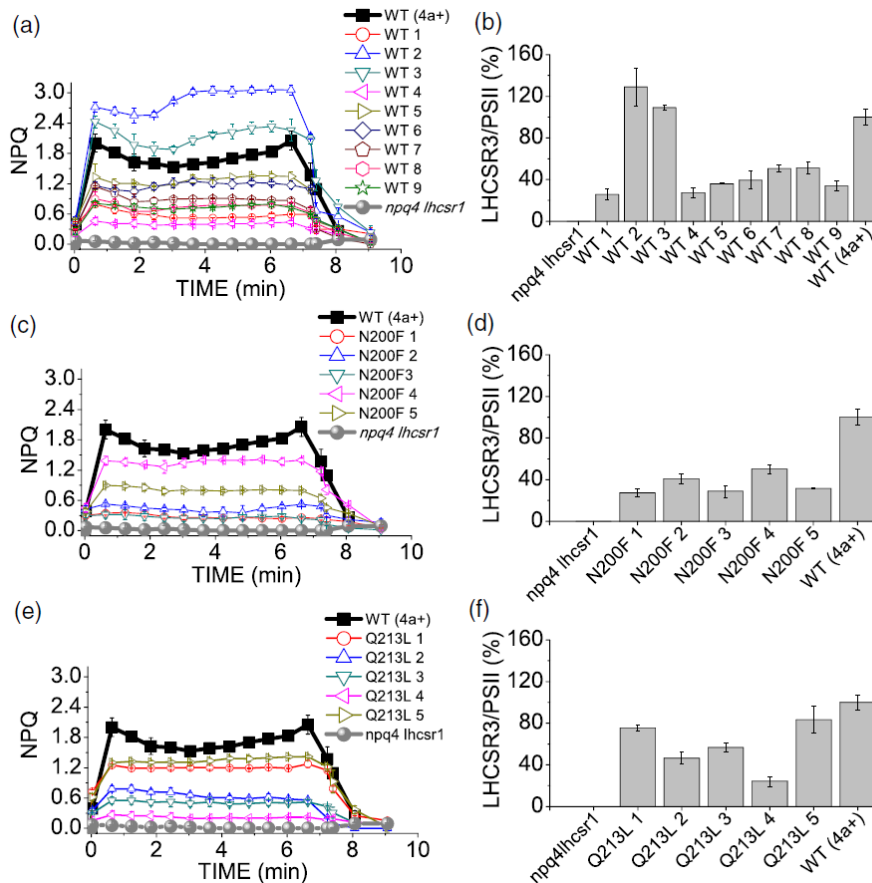 (a)
WT (4a+)
WT 1
WT 2
WT 3
WT 4
WT 5
WT 6
WT 7
WT 8
WT 9
npq4 lhcsr1
NPQ
3.0
2.4
1.8
1.2
0.6
0.0
0
2
4
6
8
10
TIME (min)
(b)
LHCSR3/PSII (%)
160
120
80
40
0
npq4 lhcsr1
WT 1
WT 2
WT 3
WT 4
WT 5
WT 6
WT 7
WT 8
WT 9
WT (4a+)
(c)
WT (4a+)
N200F 1
N200F 2
N200F3
N200F 4
N200F 5
npq4 lhcsr1
NPQ
3.0
2.4
1.8
1.2
0.6
0.0
0
2
4
6
8
10
TIME (min)
(d)
LHCSR3/PSII (%)
160
120
80
40
0
npq4 lhcsr1
N200F 1
N200F 2
N200F 3
N200F 4
N200F 5
WT (4a+)
(e)
WT (4a+)
Q213L 1
Q213L 2
Q213L 3
Q213L 4
Q213L 5
npq4 lhcsr1
NPQ
3.0
2.4
1.8
1.2
0.6
0.0
0
2
4
6
8
10
TIME (min)
(f)
LHCSR3/PSII (%)
160
120
80
40
0
npq4lhcsr1
Q213L 1
Q213L 2
Q213L 3
Q213L 4
Q213L 5
WT (4a+)